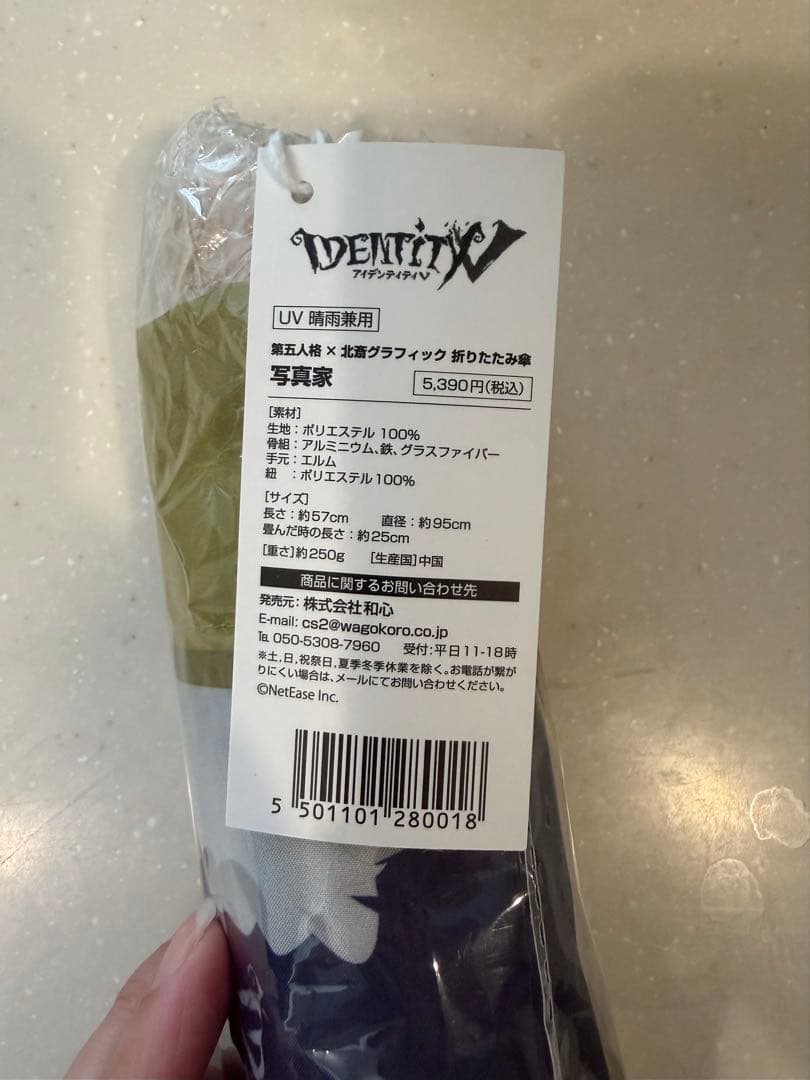 IDENTITY V
アイデンティティV
UV 晴雨兼用
第五人格 × 北斎グラフィック 折りたたみ傘
写真家
5,390円(税込)
[素材]
生地:ポリエステル 100%
骨組:アルミニウム、鉄、グラスファイバー
手元:エルム
紐 :ポリエステル100%
[サイズ]
長さ:約57cm 直径:約95cm
畳んだ時の長さ:約25cm
[重さ]約250g [生産国]中国
商品に関するお問い合わせ先
発売元:株式会社和心
E-mail: cs2@wagokoro.co.jp
℡ 050-5308-7960 受付:平日11-18時
※土,日,祝祭日,夏季冬季休業を除く。お電話が繋が
りにくい場合は、メールにてお問い合わせください。
©NetEase Inc.
5 501101 280018